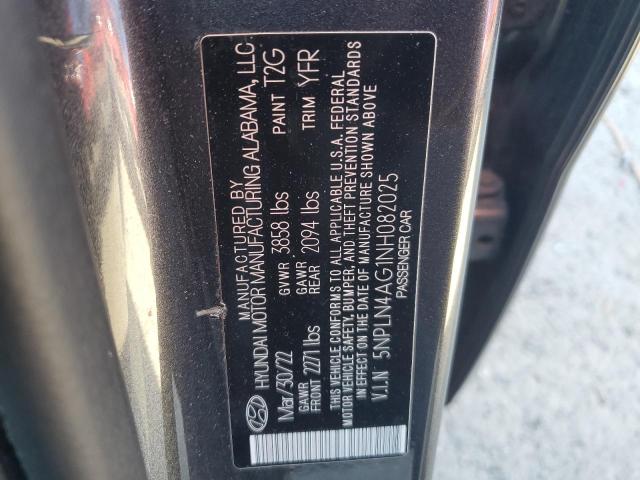 MANUFACTURED BY
HYUNDAI MOTOR MANUFACTURING ALABAMA, LLC
Mar/30/22 GVWR 3858 lbs PAINT T2G
GAWR FRONT 2271 lbs GAWR REAR 2094 lbs TRIM YFR
THIS VEHICLE CONFORMS TO ALL APPLICABLE U.S.A. FEDERAL
MOTOR VEHICLE SAFETY, BUMPER, AND THEFT PREVENTION STANDARDS
IN EFFECT ON THE DATE OF MANUFACTURE SHOWN ABOVE
V.I.N 5NPLN4AG1NH082025
PASSENGER CAR